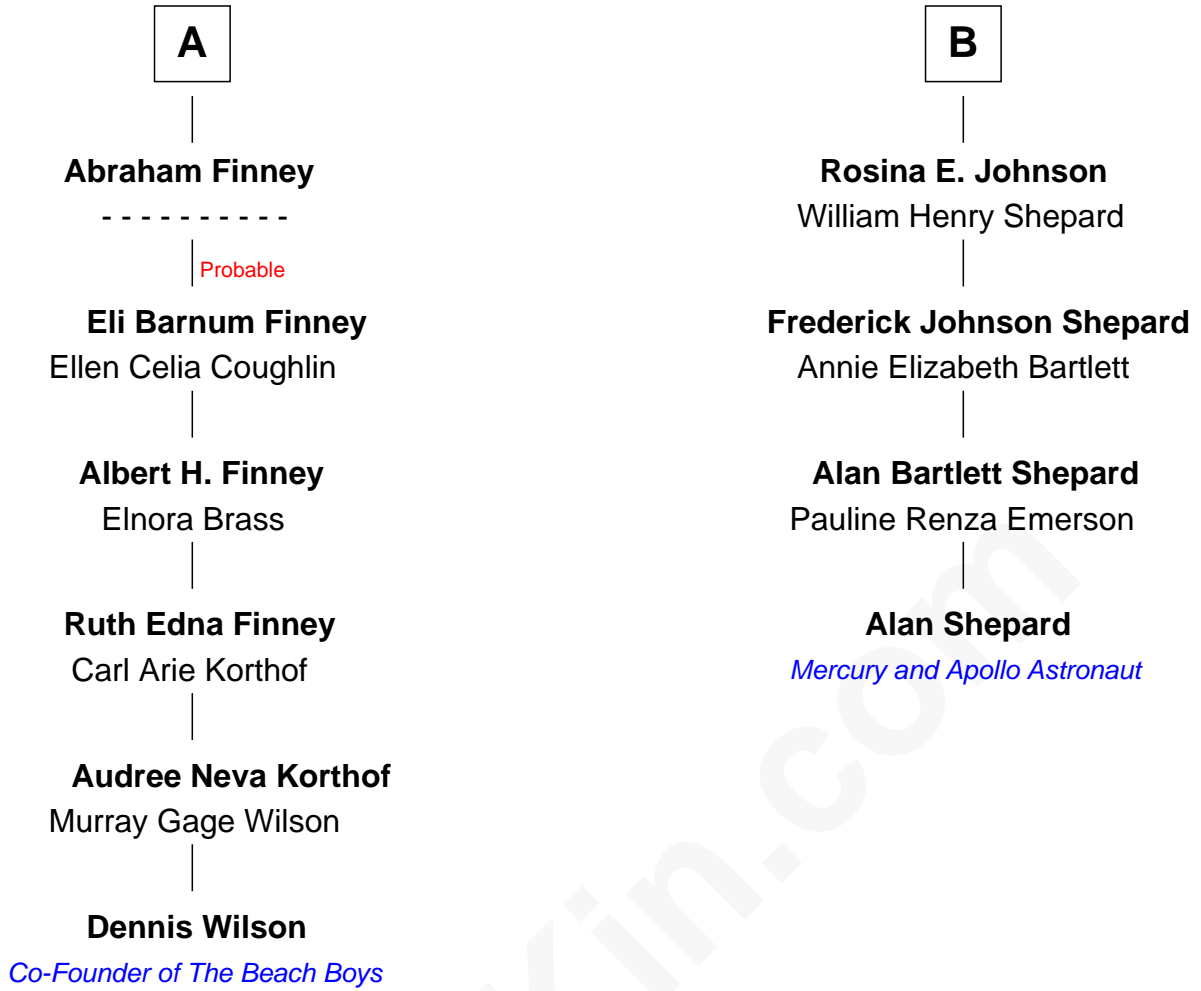 A
Abraham Finney
- - - - - - - - - -
Probable
Eli Barnum Finney
Ellen Celia Coughlin
Albert H. Finney
Elnora Brass
Ruth Edna Finney
Carl Arie Korthof
Audree Neva Korthof
Murray Gage Wilson
Dennis Wilson
Co-Founder of The Beach Boys
B
Rosina E. Johnson
William Henry Shepard
Frederick Johnson Shepard
Annie Elizabeth Bartlett
Alan Bartlett Shepard
Pauline Renza Emerson
Alan Shepard
Mercury and Apollo Astronaut
Kin.com